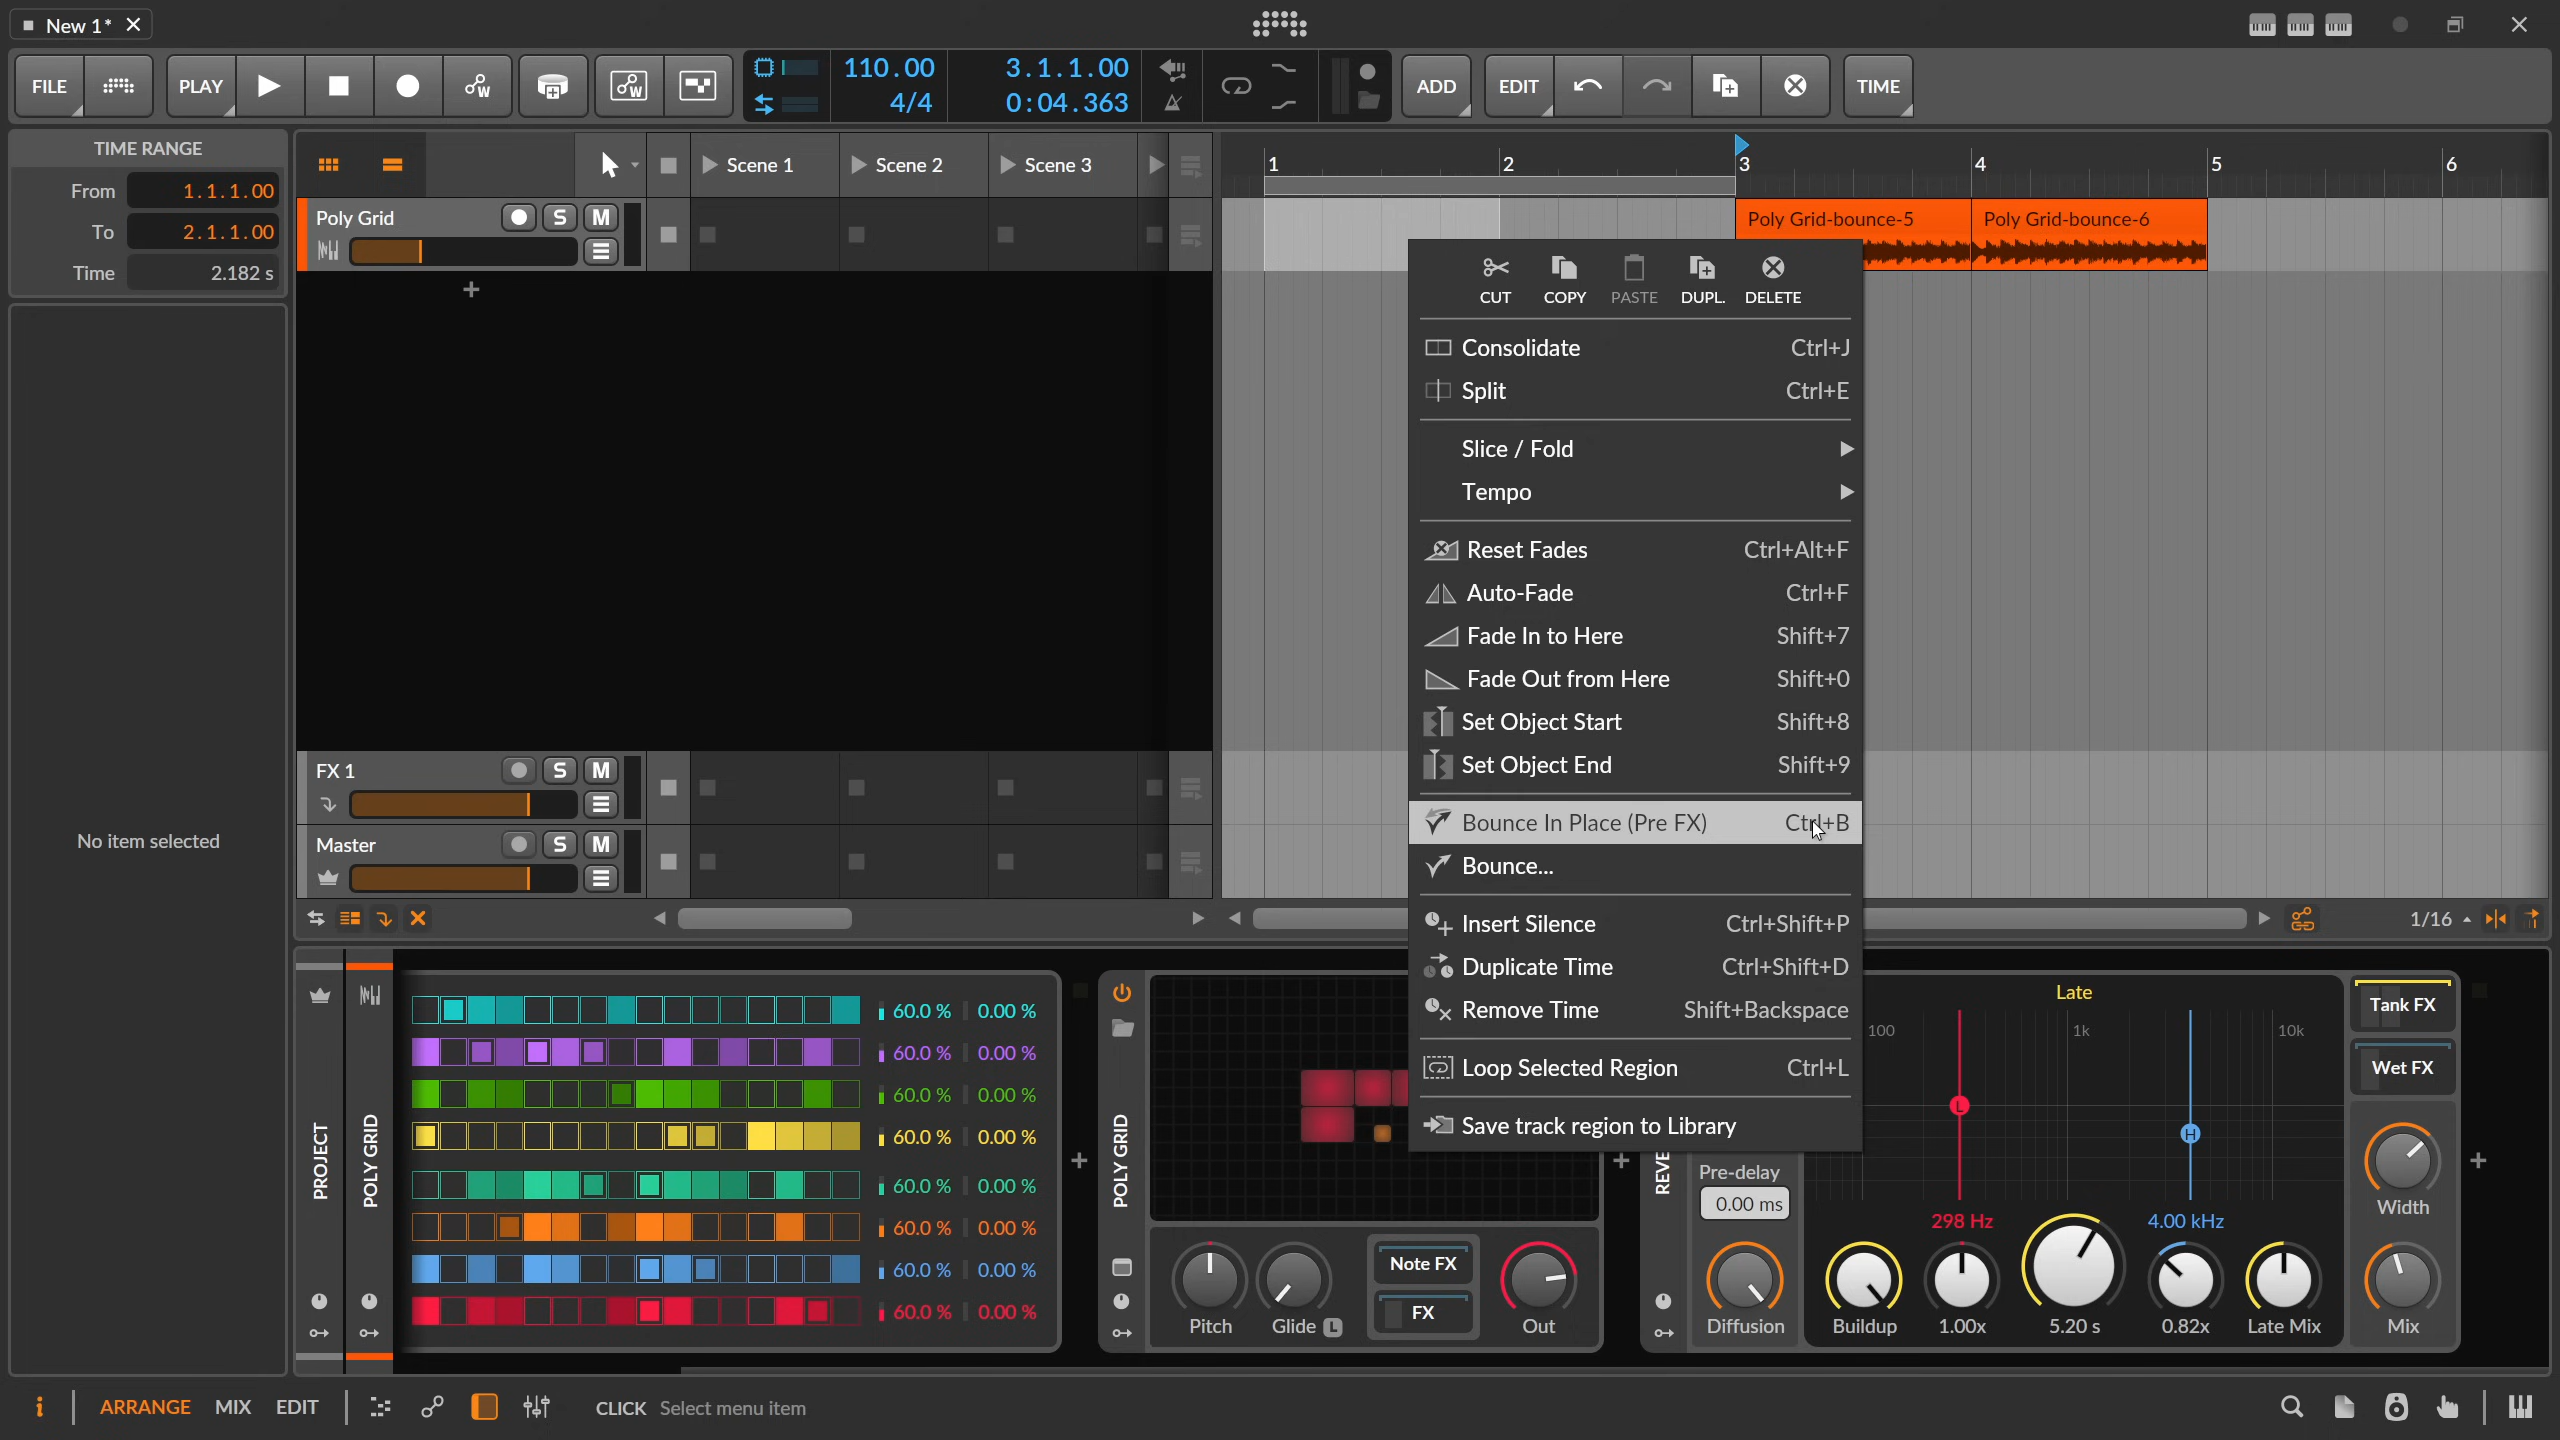 New 1*
FILE PLAY 110.00 3.1.1.00 ADD EDIT TIME
4/4 0:04.363
TIME RANGE
From 1.1.1.00
To 2.1.1.00
Time 2.182 s
No item selected
Scene 1 Scene 2 Scene 3
1 2 3 4 5 6
Poly Grid S M
Poly Grid-bounce-5 Poly Grid-bounce-6
CUT COPY PASTE DUPL. DELETE
Consolidate Ctrl+J
Split Ctrl+E
Slice / Fold
Tempo
Reset Fades Ctrl+Alt+F
Auto-Fade Ctrl+F
Fade In to Here Shift+7
Fade Out from Here Shift+0
Set Object Start Shift+8
Set Object End Shift+9
Bounce In Place (Pre FX) Ctrl+B
Bounce...
Insert Silence Ctrl+Shift+P
Duplicate Time Ctrl+Shift+D
Remove Time Shift+Backspace
Loop Selected Region Ctrl+L
Save track region to Library
FX 1 S M
Master S M
1/16
PROJECT
POLY GRID
60.0 % 0.00 %
60.0 % 0.00 %
60.0 % 0.00 %
60.0 % 0.00 %
60.0 % 0.00 %
60.0 % 0.00 %
60.0 % 0.00 %
60.0 % 0.00 %
POLY GRID
Pitch Glide L
Note FX
FX
Out
REVE
Pre-delay
0.00 ms
Diffusion
Late
100 1k 10k
L
H
298 Hz 4.00 kHz
Buildup 1.00x 5.20 s 0.82x Late Mix
Tank FX
Wet FX
Width
Mix
i ARRANGE MIX EDIT CLICK Select menu item